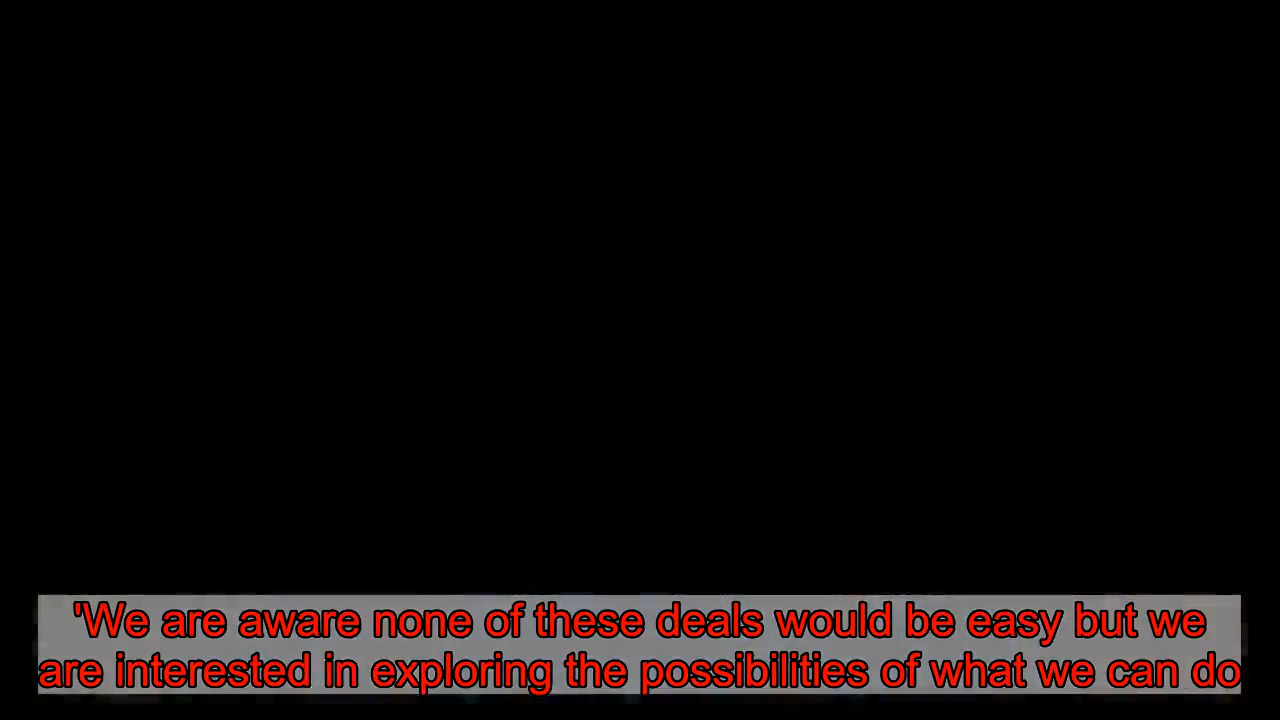 'We are aware none of these deals would be easy but we
are interested in exploring the possibilities of what we can do